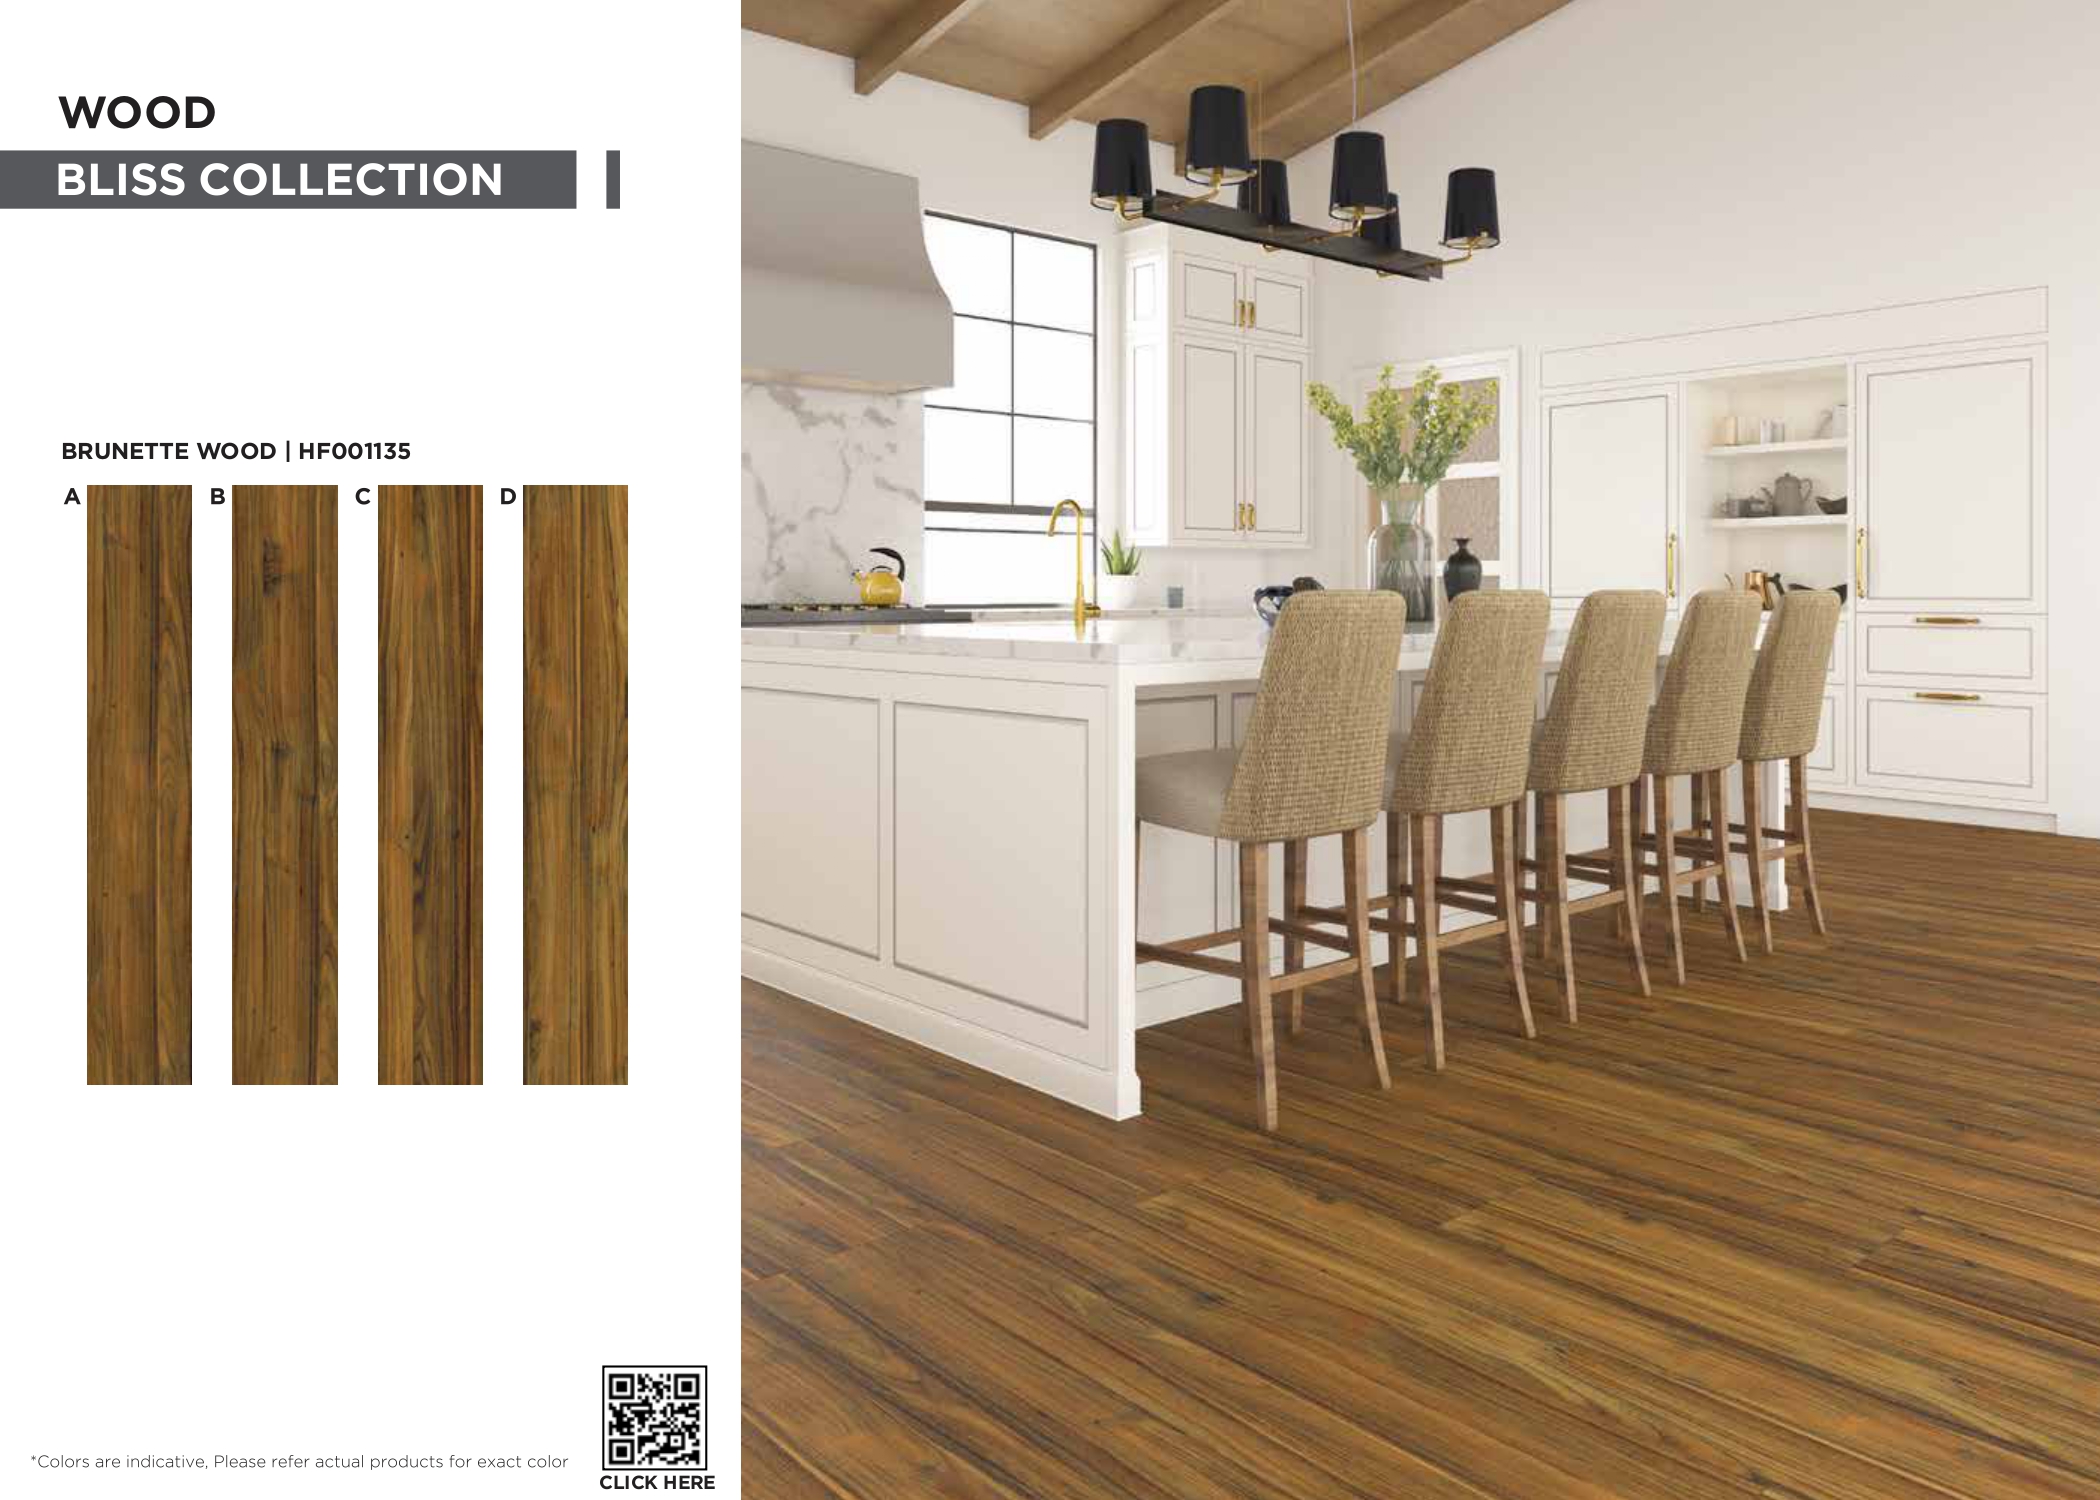 WOOD
BLISS COLLECTION
BRUNETTE WOOD | HF001135
A
B
C
D
*Colors are indicative, Please refer actual products for exact color
CLICK HERE